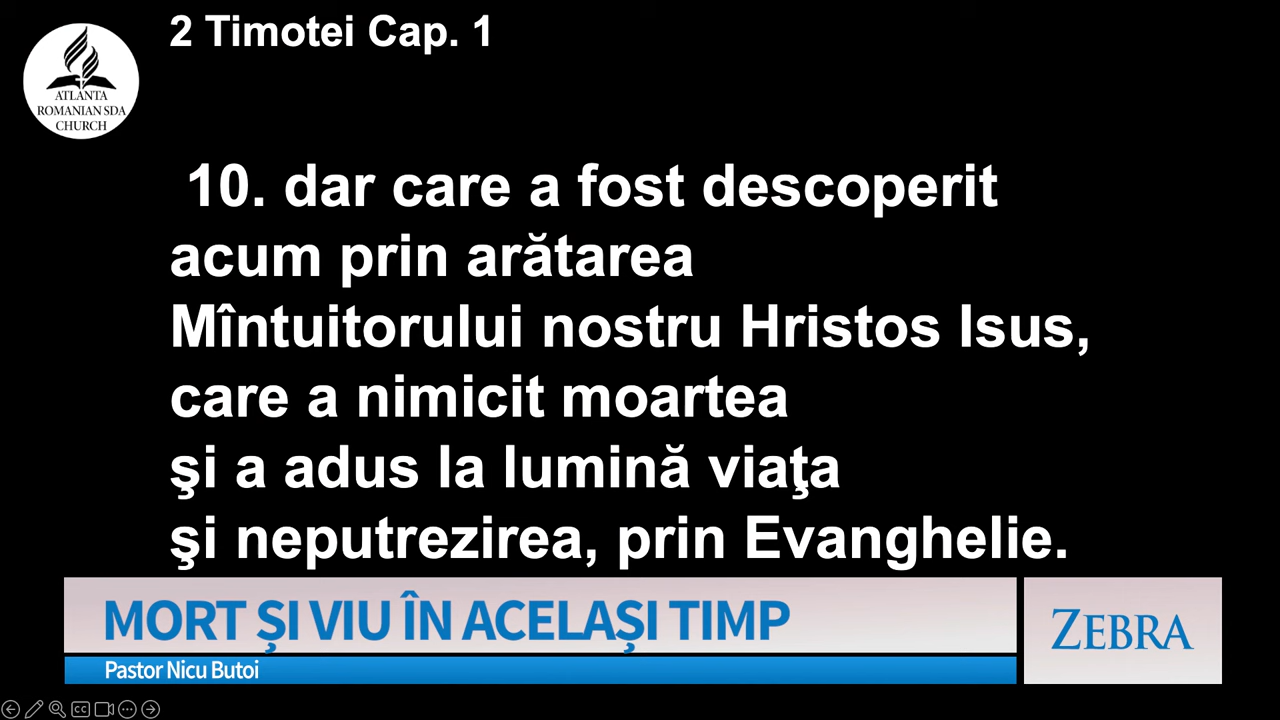 2 Timotei Cap. 1
ATLANTA
ROMANIAN SDA
CHURCH
10. dar care a fost descoperit
acum prin arătarea
Mîntuitorului nostru Hristos Isus,
care a nimicit moartea
şi a adus la lumină viaţa
şi neputrezirea, prin Evanghelie.
MORT ȘI VIU ÎN ACELAȘI TIMP
ZEBRA
Pastor Nicu Butoi
CC